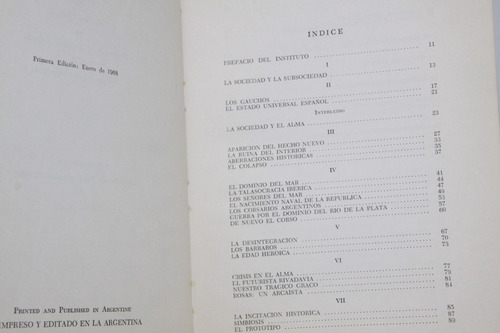 Primera Edición: Enero de 1968
PRINTED AND PUBLISHED IN ARGENTINE
IMPRESO Y EDITADO EN LA ARGENTINA
INDICE
PREFACIO DEL INSTITUTO 11
I
LA SOCIEDAD Y LA SUBSOCIEDAD 13
II
LOS GAUCHOS 17
EL ESTADO UNIVERSAL ESPAÑOL 21
INTERLUDIO
LA SOCIEDAD Y EL ALMA 23
III
APARICION DEL HECHO NUEVO 27
LA RUINA DEL INTERIOR 33
ABERRACIONES HISTORICAS 35
EL COLAPSO 37
IV
EL DOMINIO DEL MAR 41
LA TALASOCRACIA IBERICA 44
LOS SEÑORES DEL MAR 47
EL NACIMIENTO NAVAL DE LA REPUBLICA 49
LOS CORSARIOS ARGENTINOS 53
GUERRA POR EL DOMINIO DEL RIO DE LA PLATA 57
DE NUEVO EL CORSO 60
V
LA DESINTEGRACION 67
LOS BARBAROS 70
LA EDAD HEROICA 73
VI
CRISIS EN EL ALMA 77
EL FUTURISTA RIVADAVIA 79
NUESTRO TRAGICO GRACO 81
ROSAS: UN ARCAISTA 84
VII
LA INCITACION HISTORICA 85
SIMBIOSIS 87
EL PROTOTIPO 89